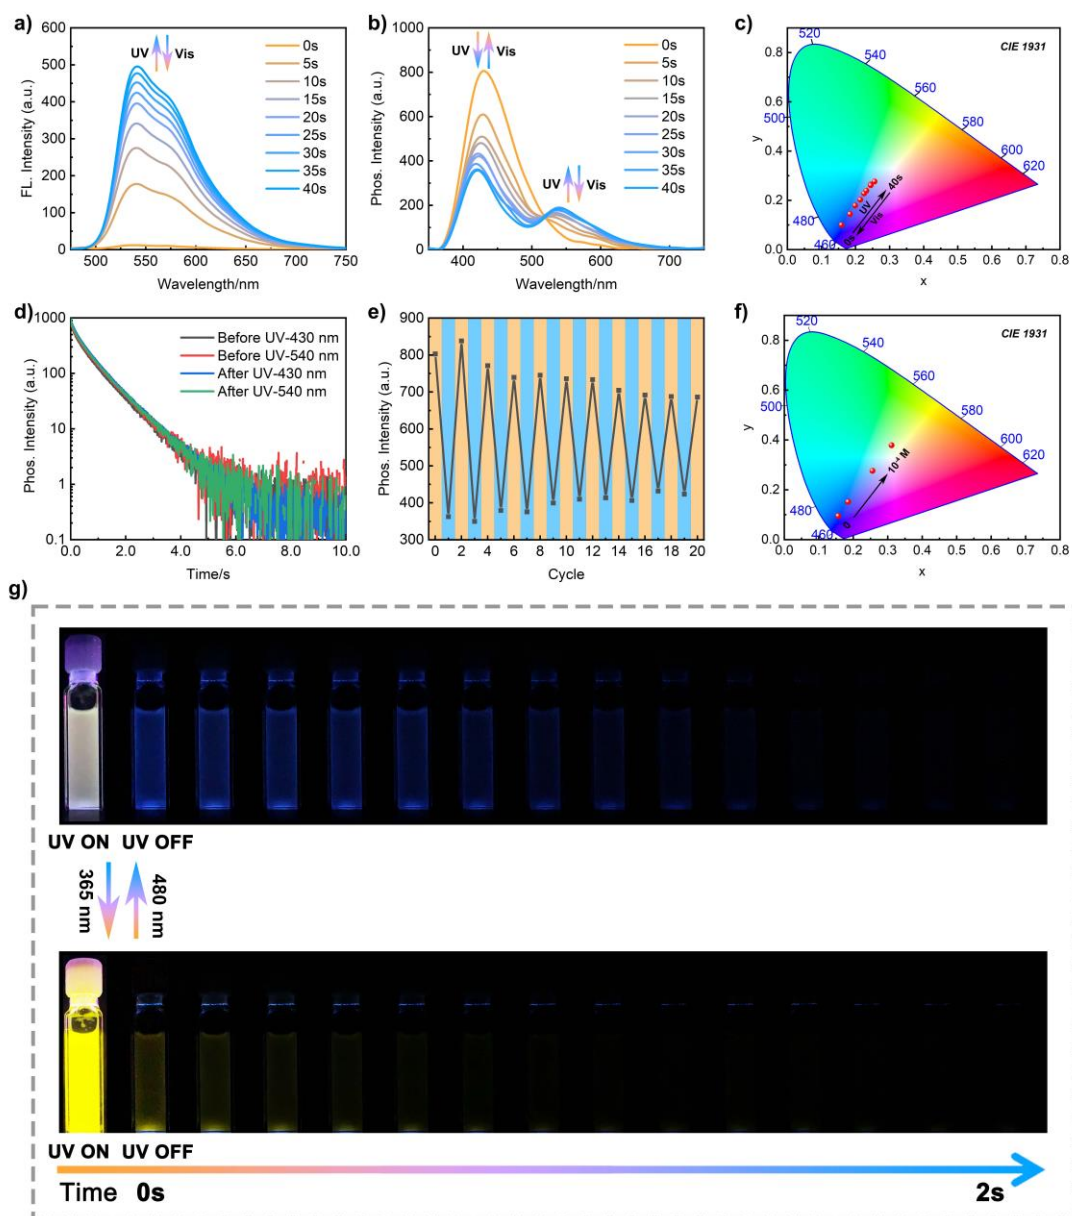 a)
600
500
400
300
200
100
0
FL. Intensity (a.u.)
UV Vis
0s
5s
10s
15s
20s
25s
30s
35s
40s
500 550 600 650 700 750
Wavelength/nm
b)
1000
800
600
400
200
0
Phos. Intensity (a.u.)
UV Vis
UV Vis
0s
5s
10s
15s
20s
25s
30s
35s
40s
400 500 600 700
Wavelength/nm
c)
CIE 1931
0.8
0.6
0.4
0.2
0.0
y
520
540
560
580
600
620
500
480
460
0s
UV
Vis
40s
0.0 0.1 0.2 0.3 0.4 0.5 0.6 0.7 0.8
x
d)
1000
100
10
1
0.1
Phos. Intensity (a.u.)
Before UV-430 nm
Before UV-540 nm
After UV-430 nm
After UV-540 nm
0.0 2.0 4.0 6.0 8.0 10.0
Time/s
e)
900
800
700
600
500
400
300
Phos. Intensity (a.u.)
0 2 4 6 8 10 12 14 16 18 20
Cycle
f)
CIE 1931
0.8
0.6
0.4
0.2
0.0
y
520
540
560
580
600
620
500
480
460
0
10⁻⁴ M
0.0 0.1 0.2 0.3 0.4 0.5 0.6 0.7 0.8
x
g)
UV ON UV OFF
365 nm
480 nm
UV ON UV OFF
Time 0s 2s